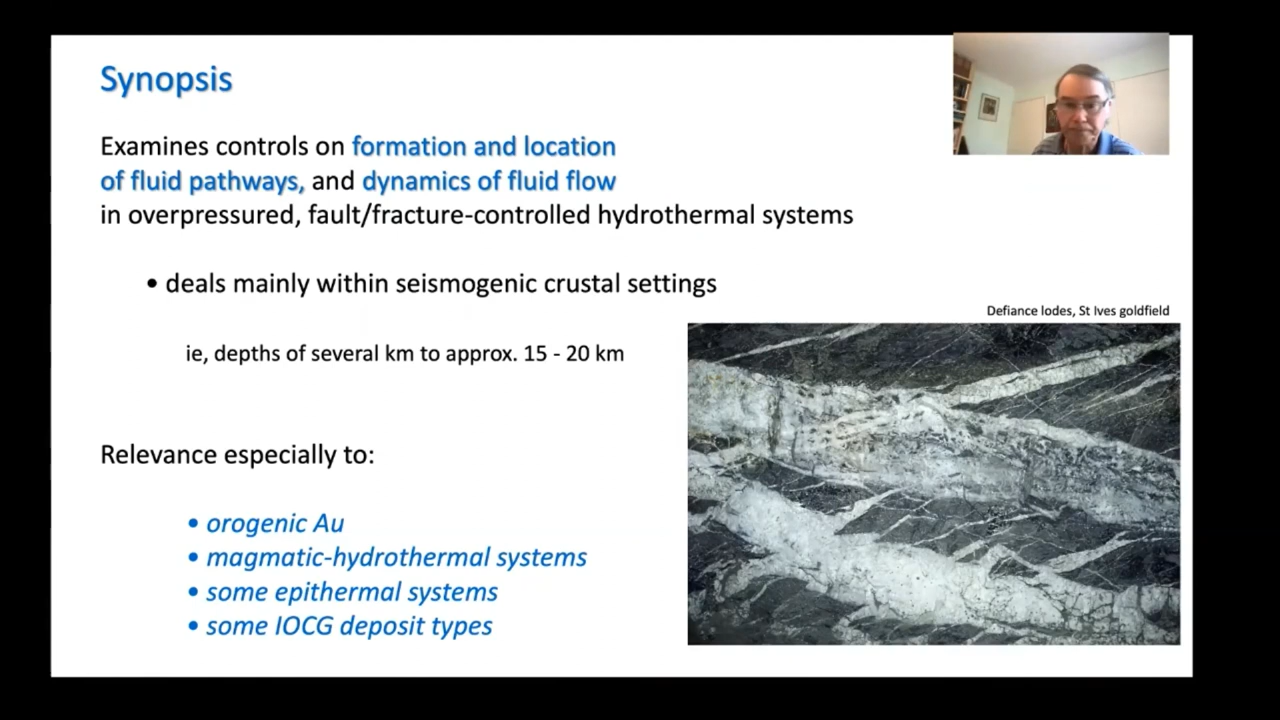 Synopsis
Examines controls on formation and location
of fluid pathways, and dynamics of fluid flow
in overpressured, fault/fracture-controlled hydrothermal systems
• deals mainly within seismogenic crustal settings
Defiance lodes, St Ives goldfield
ie, depths of several km to approx. 15 - 20 km
Relevance especially to:
• orogenic Au
• magmatic-hydrothermal systems
• some epithermal systems
• some IOCG deposit types